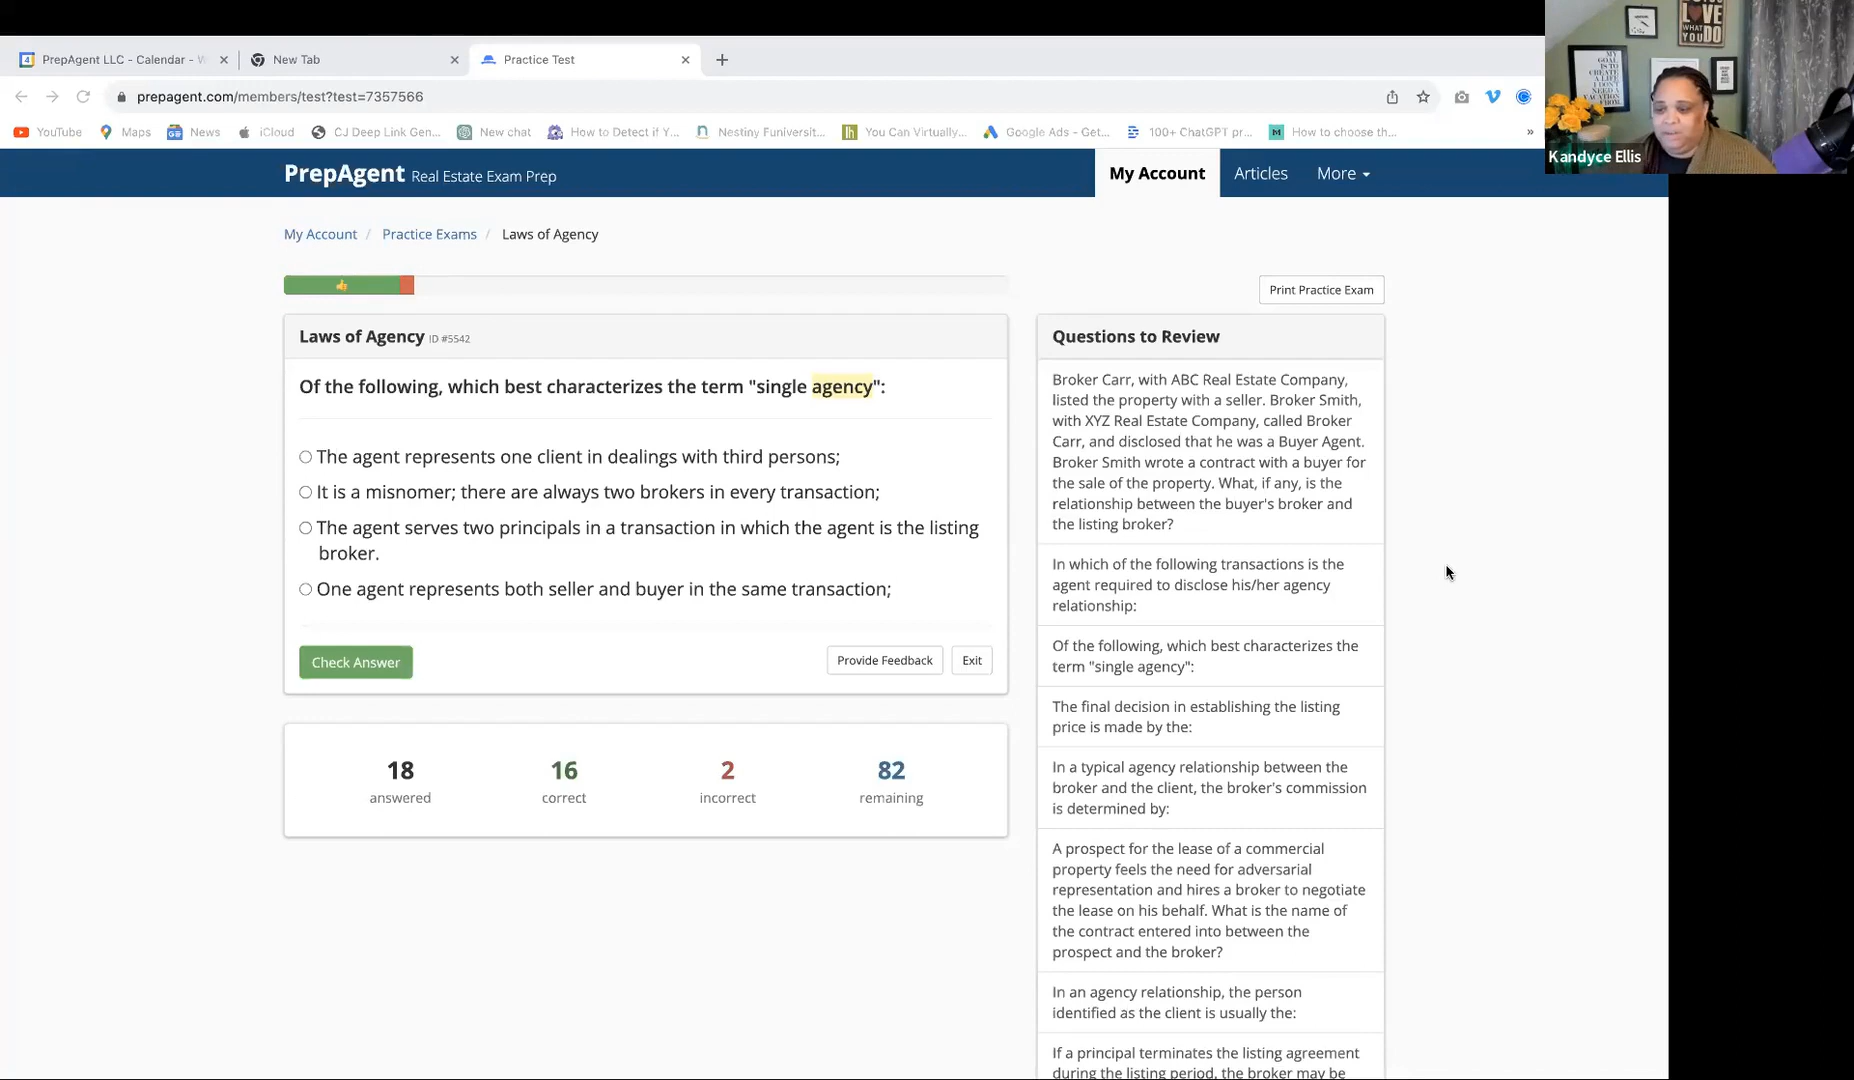 PrepAgent LLC - Calendar - W
New Tab
Practice Test
prepagent.com/members/test?test=7357566
YouTube
Maps
News
iCloud
CJ Deep Link Gen...
New chat
How to Detect if Y...
Nestiny Funiversit...
You Can Virtually...
Google Ads - Get...
100+ ChatGPT pr...
How to choose th...
»
LOVE
WHAT
YOU DO
MY
GOAL IS
TO CREATE
A LIFE
I DON'T
NEED A
VACATION
FROM.
Kandyce Ellis
PrepAgent Real Estate Exam Prep
My Account
Articles
More
My Account / Practice Exams / Laws of Agency
Print Practice Exam
Laws of Agency ID #5542
Of the following, which best characterizes the term "single agency":
The agent represents one client in dealings with third persons;
It is a misnomer; there are always two brokers in every transaction;
The agent serves two principals in a transaction in which the agent is the listing
broker.
One agent represents both seller and buyer in the same transaction;
Check Answer
Provide Feedback
Exit
18
answered
16
correct
2
incorrect
82
remaining
Questions to Review
Broker Carr, with ABC Real Estate Company,
listed the property with a seller. Broker Smith,
with XYZ Real Estate Company, called Broker
Carr, and disclosed that he was a Buyer Agent.
Broker Smith wrote a contract with a buyer for
the sale of the property. What, if any, is the
relationship between the buyer's broker and
the listing broker?
In which of the following transactions is the
agent required to disclose his/her agency
relationship:
Of the following, which best characterizes the
term "single agency":
The final decision in establishing the listing
price is made by the:
In a typical agency relationship between the
broker and the client, the broker's commission
is determined by:
A prospect for the lease of a commercial
property feels the need for adversarial
representation and hires a broker to negotiate
the lease on his behalf. What is the name of
the contract entered into between the
prospect and the broker?
In an agency relationship, the person
identified as the client is usually the:
If a principal terminates the listing agreement
during the listing period, the broker may be